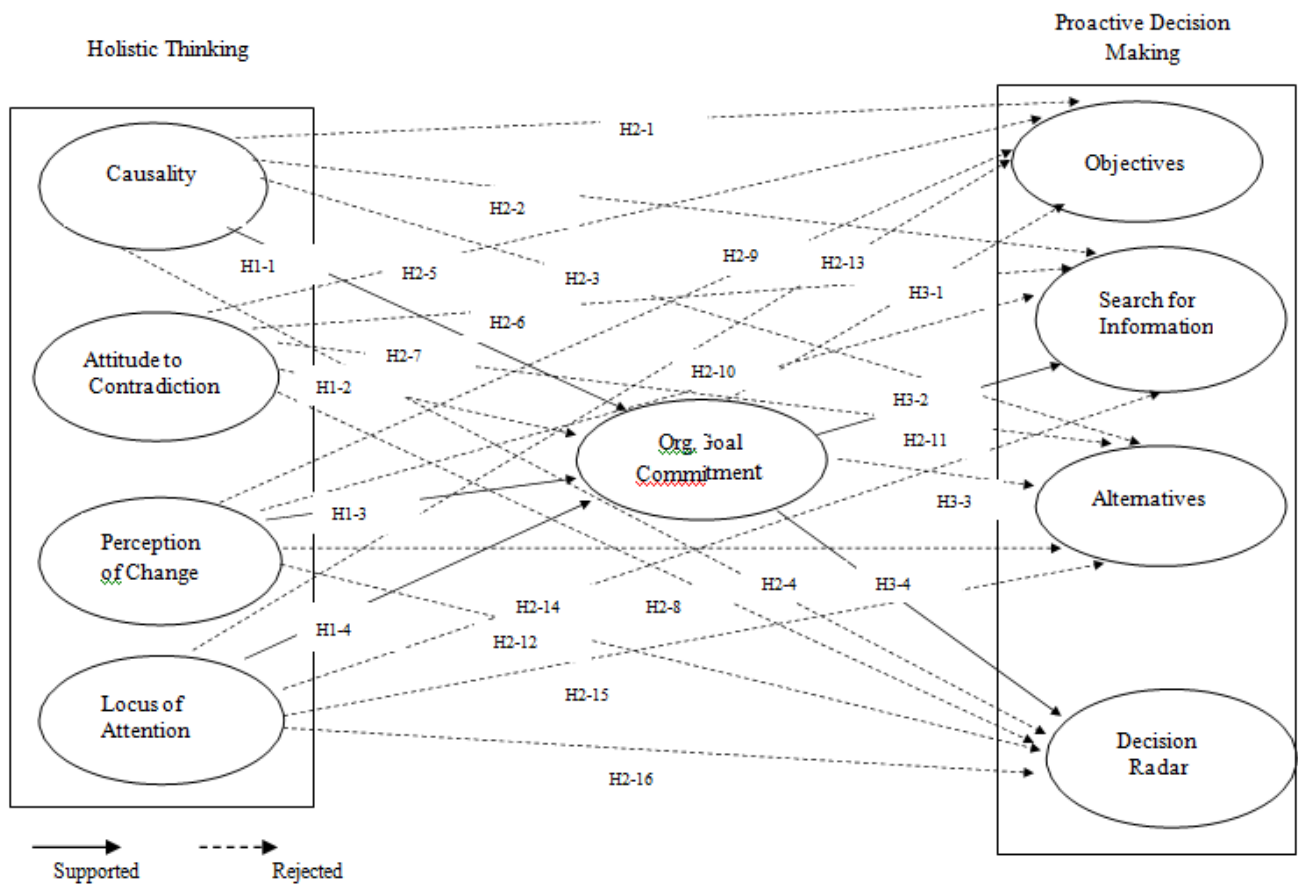 Proactive Decision
Making
Holistic Thinking
Causality
Objectives
H2-1
H2-2
H1-1
H2-5
H2-3
H2-9
H2-13
H3-1
Search for
Information
H2-6
H2-7
Attitude to
Contradiction
H1-2
H2-10
H3-2
H2-11
Org. Goal
Commitment
H3-3
Alternatives
H1-3
Perception
of Change
H2-14
H2-8
H2-4
H3-4
H1-4
H2-12
H2-15
Locus of
Attention
Decision
Radar
H2-16
Supported
Rejected